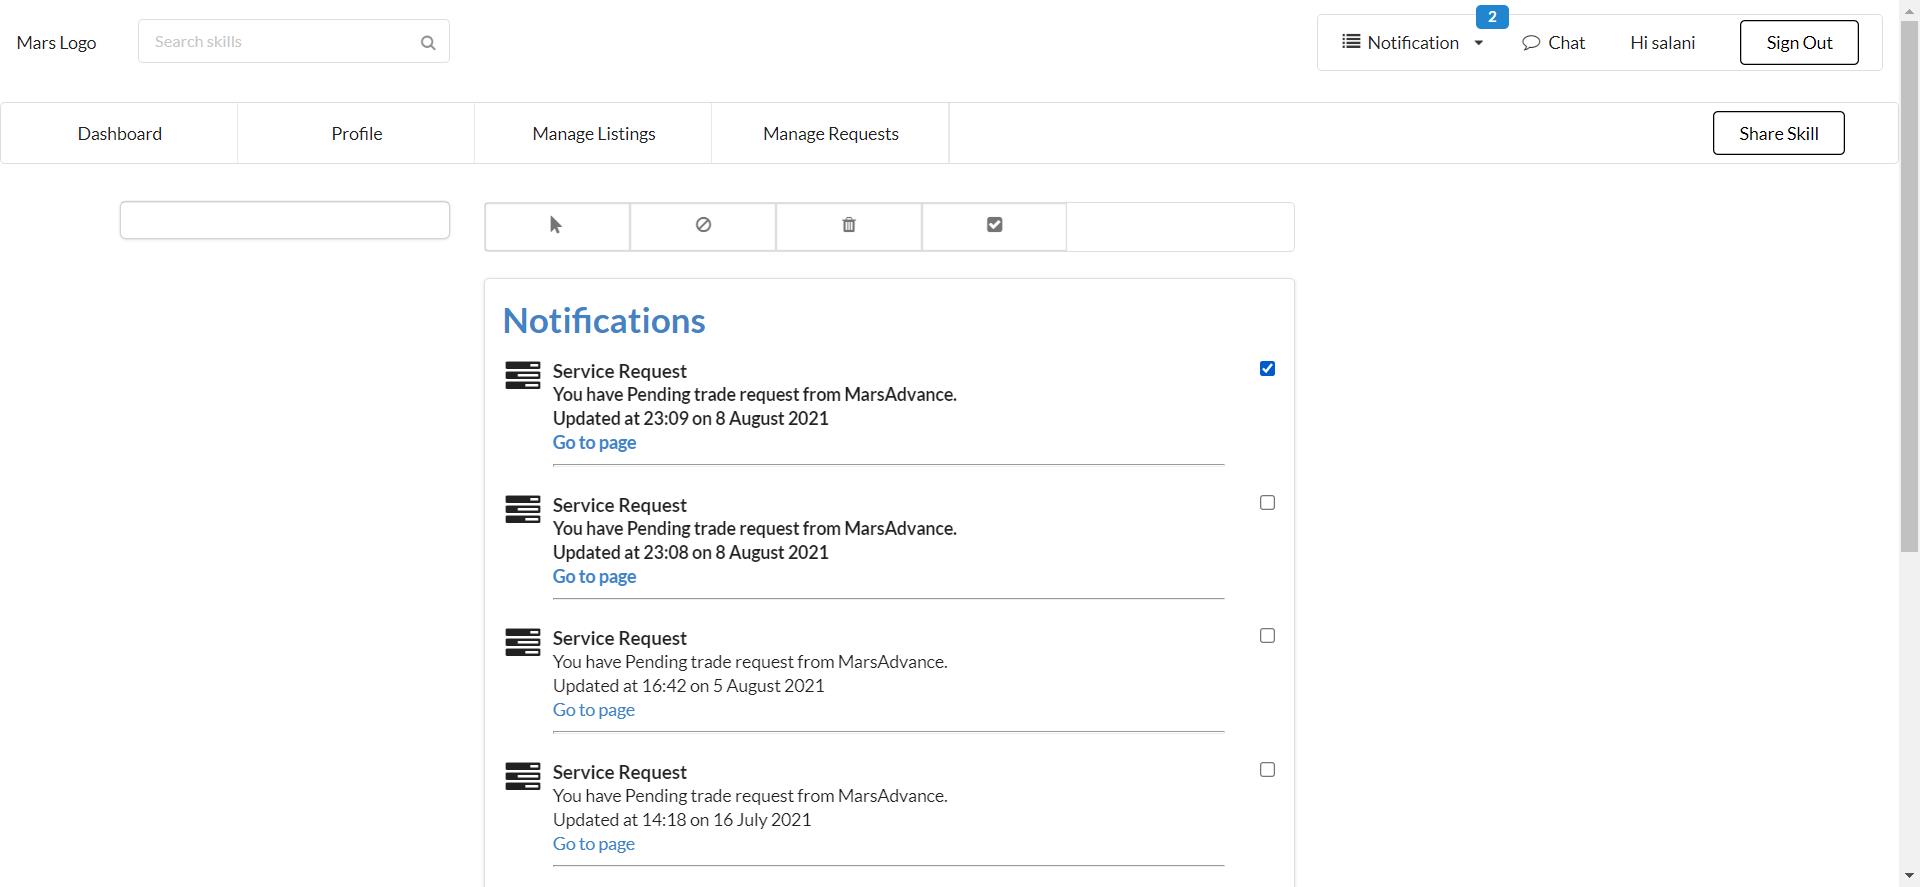 Mars Logo
Search skills
2
Notification
Chat
Hi salani
Sign Out
Dashboard
Profile
Manage Listings
Manage Requests
Share Skill
Notifications
Service Request
You have Pending trade request from MarsAdvance.
Updated at 23:09 on 8 August 2021
Go to page
Service Request
You have Pending trade request from MarsAdvance.
Updated at 23:08 on 8 August 2021
Go to page
Service Request
You have Pending trade request from MarsAdvance.
Updated at 16:42 on 5 August 2021
Go to page
Service Request
You have Pending trade request from MarsAdvance.
Updated at 14:18 on 16 July 2021
Go to page